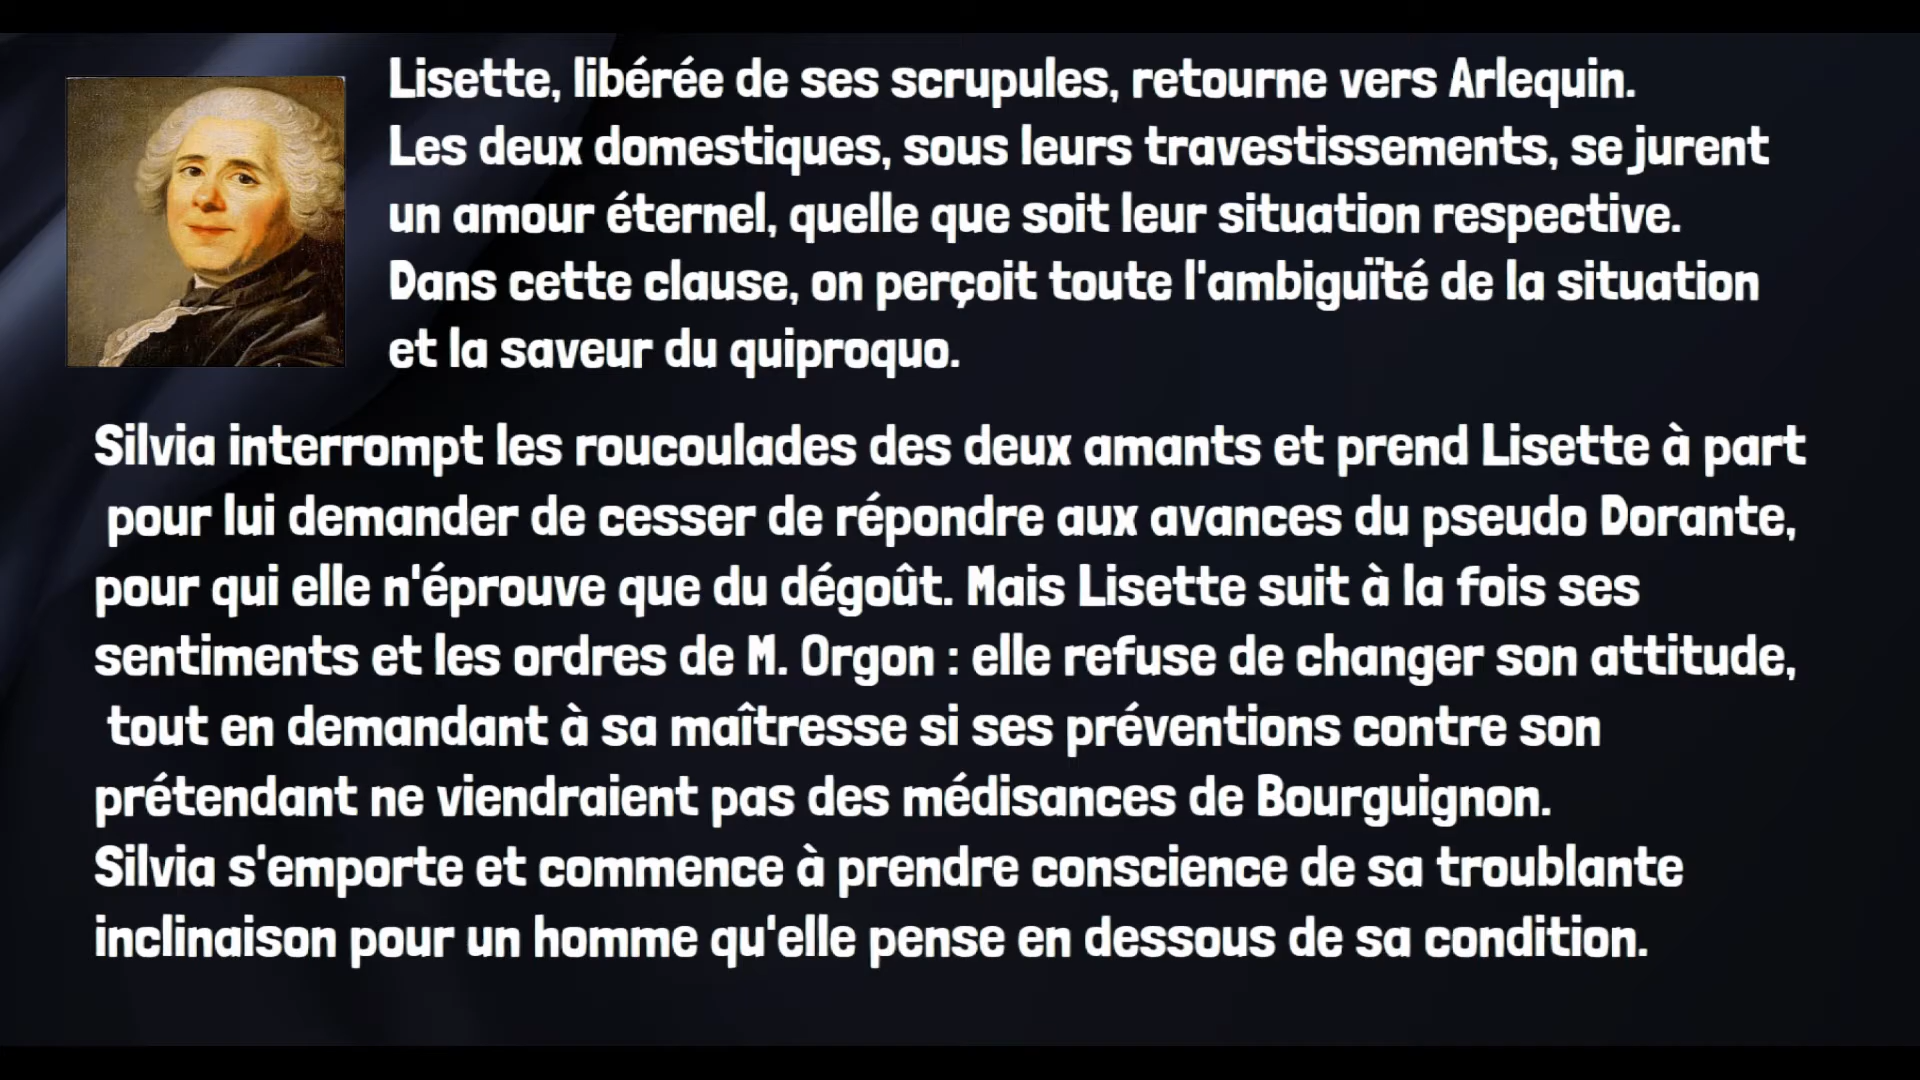 Lisette, libérée de ses scrupules, retourne vers Arlequin.
Les deux domestiques, sous leurs travestissements, se jurent
un amour éternel, quelle que soit leur situation respective.
Dans cette clause, on perçoit toute l'ambiguïté de la situation
et la saveur du quiproquo.
Silvia interrompt les roucoulades des deux amants et prend Lisette à part
pour lui demander de cesser de répondre aux avances du pseudo Dorante,
pour qui elle n'éprouve que du dégoût. Mais Lisette suit à la fois ses
sentiments et les ordres de M. Orgon : elle refuse de changer son attitude,
tout en demandant à sa maîtresse si ses préventions contre son
prétendant ne viendraient pas des médisances de Bourguignon.
Silvia s'emporte et commence à prendre conscience de sa troublante
inclinaison pour un homme qu'elle pense en dessous de sa condition.